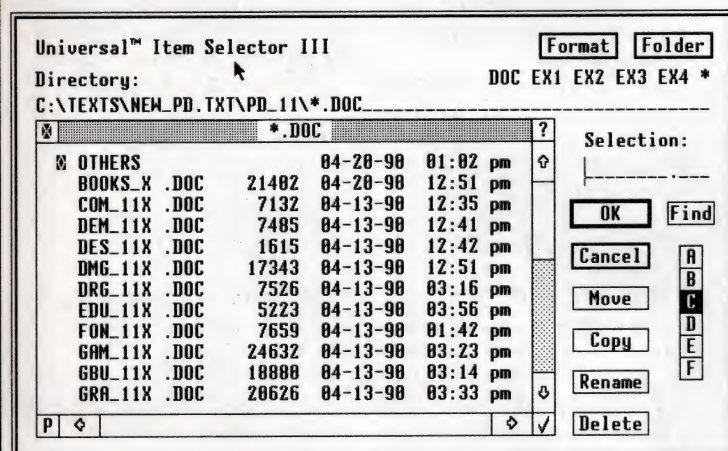 Universal™ Item Selector III
Format Folder
Directory:
DOC EX1 EX2 EX3 EX4 *
C:\TEXTS\NEW_PD.TXT\PD_11\*.DOC
*.DOC ?
Selection:
OTHERS 04-20-90 01:02 pm
BOOKS_X .DOC 21402 04-20-90 12:51 pm
COM_11X .DOC 7132 04-13-90 12:35 pm
DEM_11X .DOC 7485 04-13-90 12:41 pm
DES_11X .DOC 1615 04-13-90 12:42 pm
DMG_11X .DOC 17343 04-13-90 12:51 pm
DRG_11X .DOC 7526 04-13-90 03:16 pm
EDU_11X .DOC 5223 04-13-90 03:56 pm
FON_11X .DOC 7659 04-13-90 01:42 pm
GAM_11X .DOC 24632 04-13-90 03:23 pm
GBU_11X .DOC 18880 04-13-90 03:14 pm
GRA_11X .DOC 20626 04-13-90 03:33 pm
P
OK Find
Cancel
Move
Copy
Rename
Delete
A
B
C
D
E
F